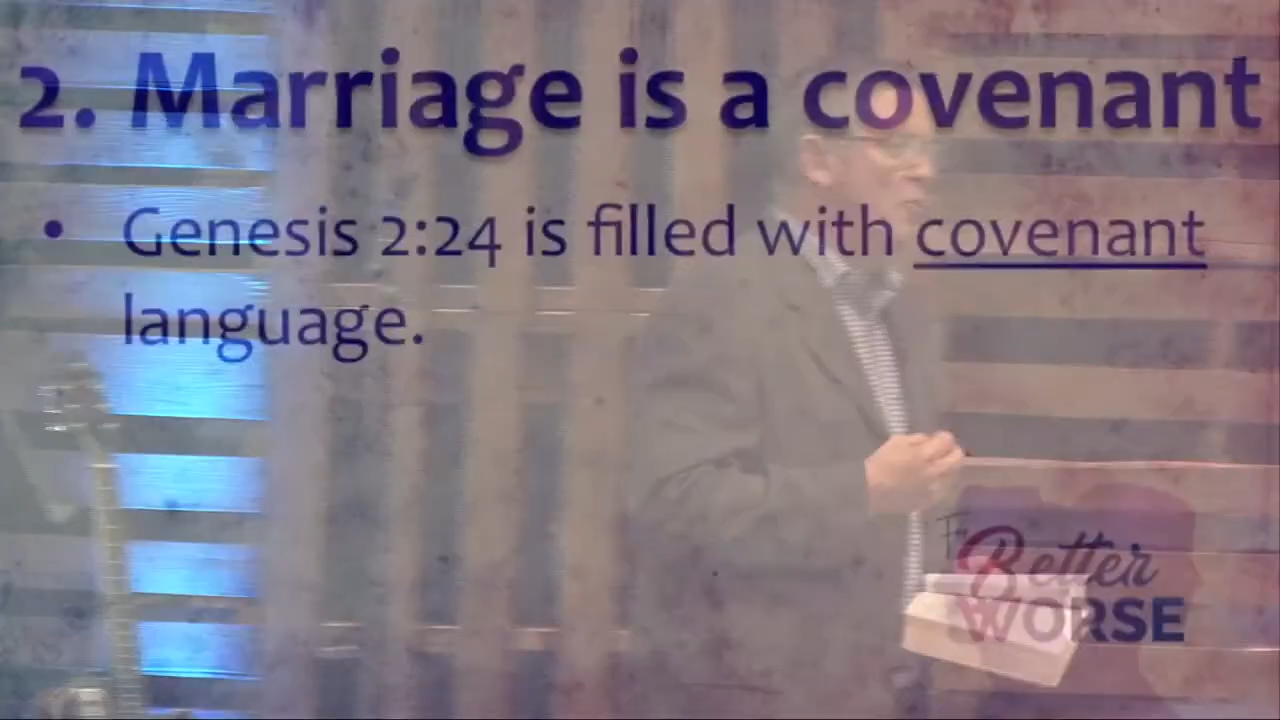 2. Marriage is a covenant
• Genesis 2:24 is filled with covenant
language.
Better
WORSE